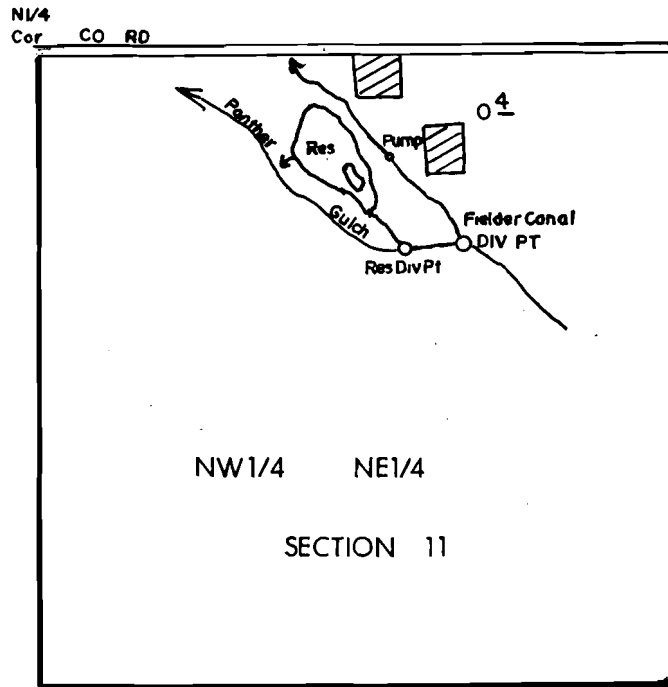 N1/4
Cor CO RD
Panther
Res
Pump
0.4
Gulch
Fielder Canal
DIV PT
Res Div Pt
NW1/4 NE1/4
SECTION 11